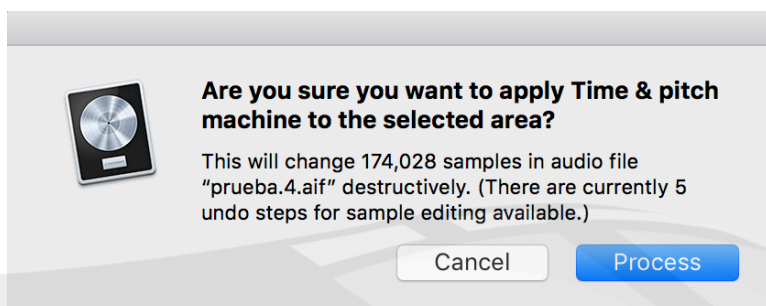 Are you sure you want to apply Time & pitch
machine to the selected area?
This will change 174,028 samples in audio file
“prueba.4.aif” destructively. (There are currently 5
undo steps for sample editing available.)
Cancel
Process